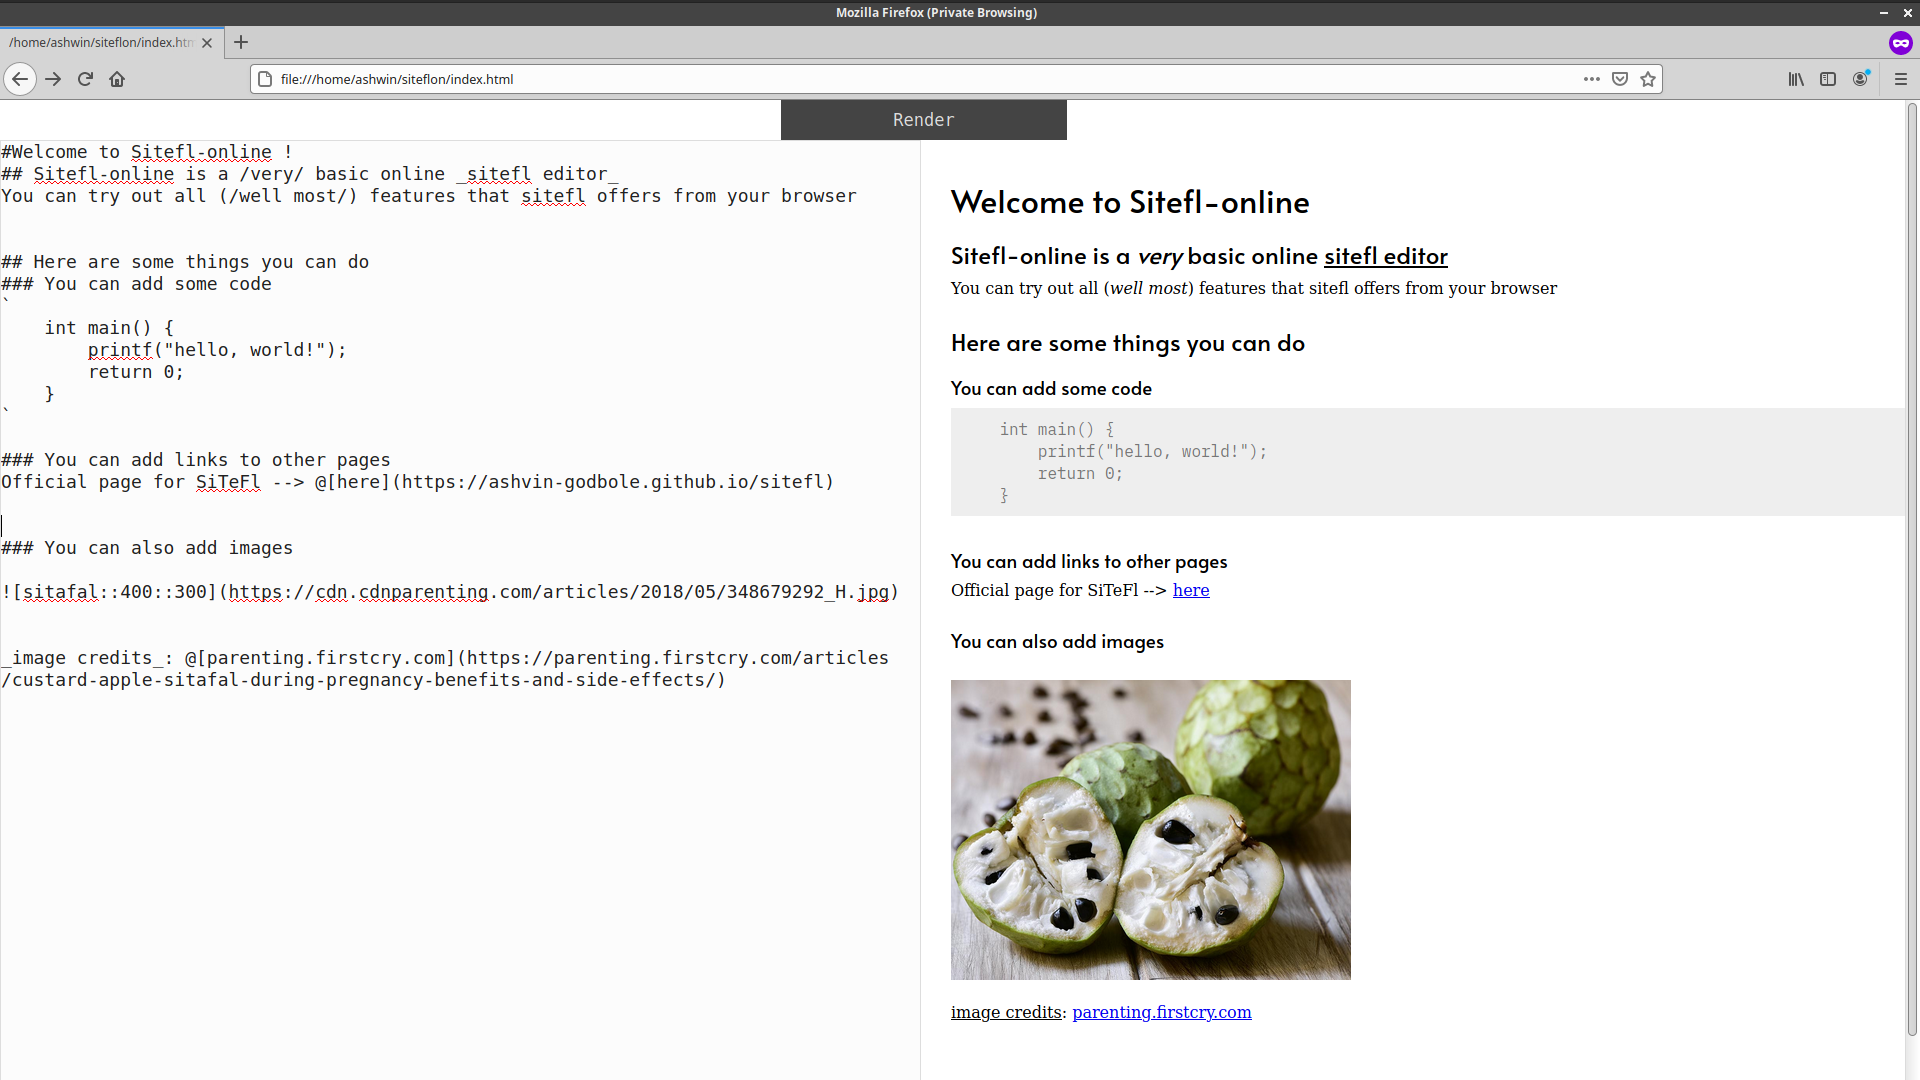 Mozilla Firefox (Private Browsing)
/home/ashwin/siteflon/index.htm
file:///home/ashwin/siteflon/index.html
Render
#Welcome to Sitefl-online !
## Sitefl-online is a /very/ basic online _sitefl editor_
You can try out all (/well most/) features that sitefl offers from your browser
## Here are some things you can do
### You can add some code
`
int main() {
printf("hello, world!");
return 0;
}
`
### You can add links to other pages
Official page for SiTeFl --> @[here](https://ashvin-godbole.github.io/sitefl)
### You can also add images
![sitafal::400::300](https://cdn.cdnparenting.com/articles/2018/05/348679292_H.jpg)
_image credits_: @[parenting.firstcry.com](https://parenting.firstcry.com/articles
/custard-apple-sitafal-during-pregnancy-benefits-and-side-effects/)
Welcome to Sitefl-online
Sitefl-online is a very basic online sitefl editor
You can try out all (well most) features that sitefl offers from your browser
Here are some things you can do
You can add some code
int main() {
printf("hello, world!");
return 0;
}
You can add links to other pages
Official page for SiTeFl --> here
You can also add images
image credits: parenting.firstcry.com